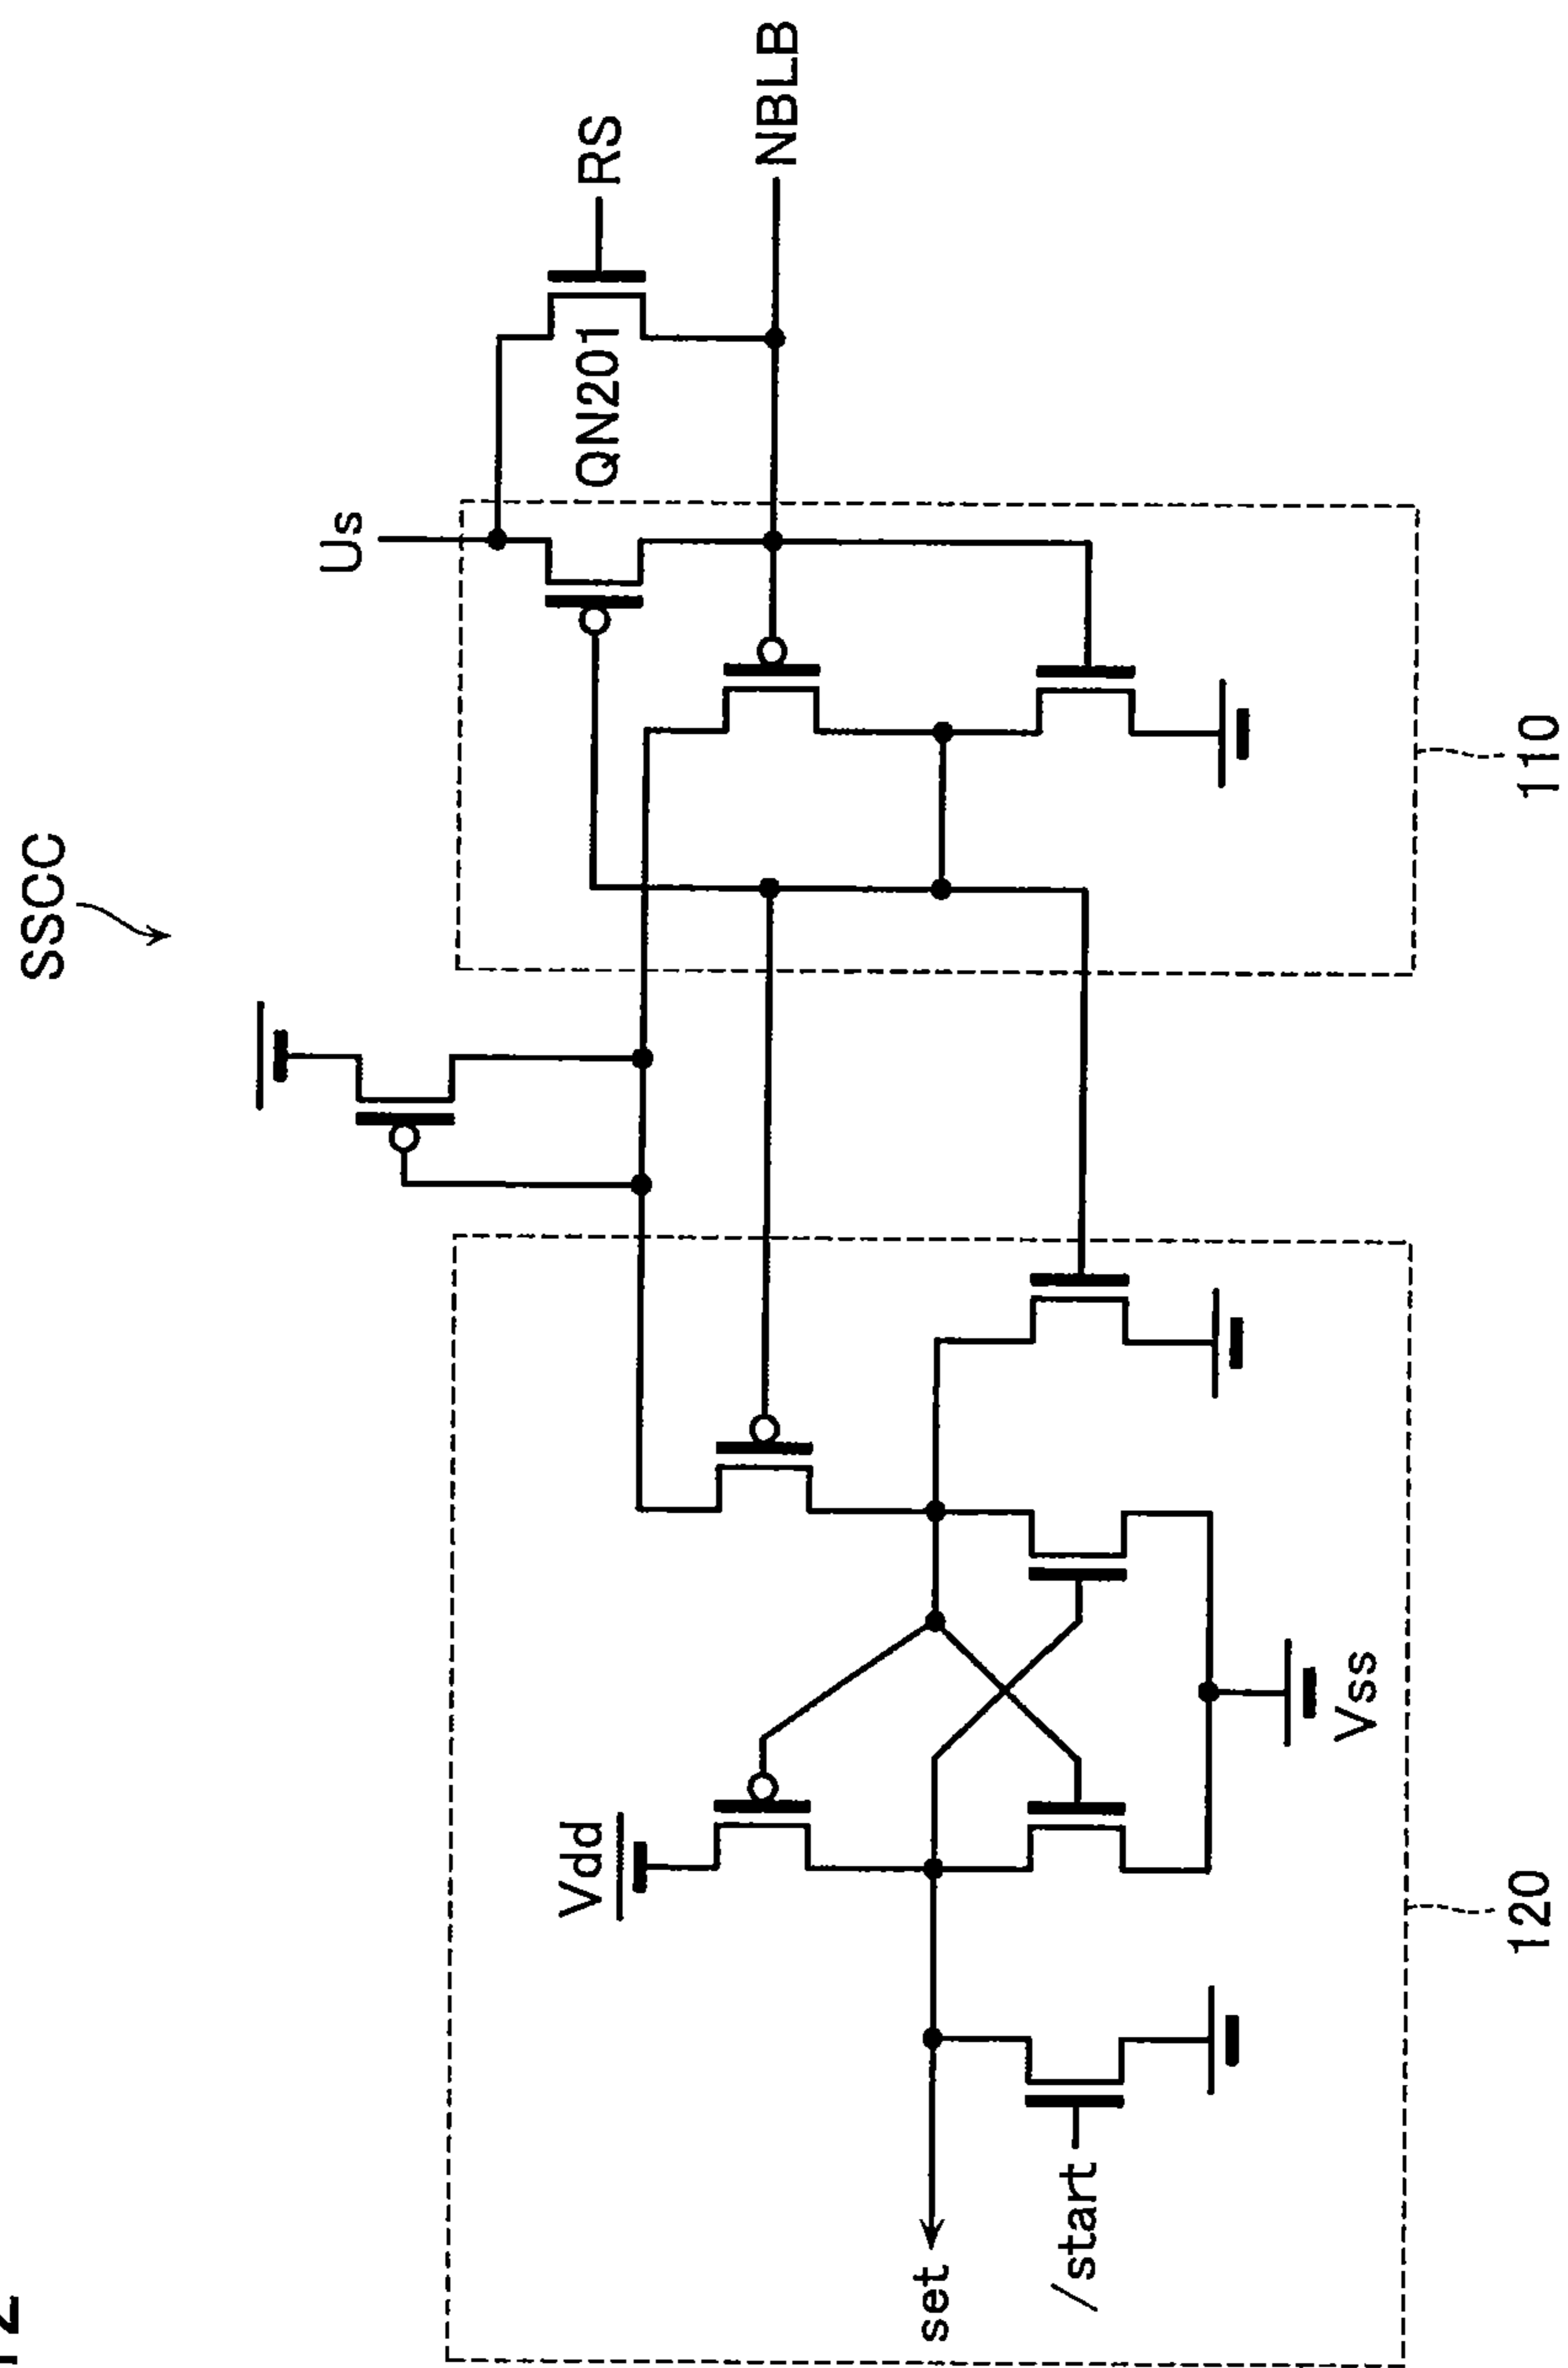 SSCC
Us
RS
QN201
NBLB
110
Vdd
Vss
set
/start
120